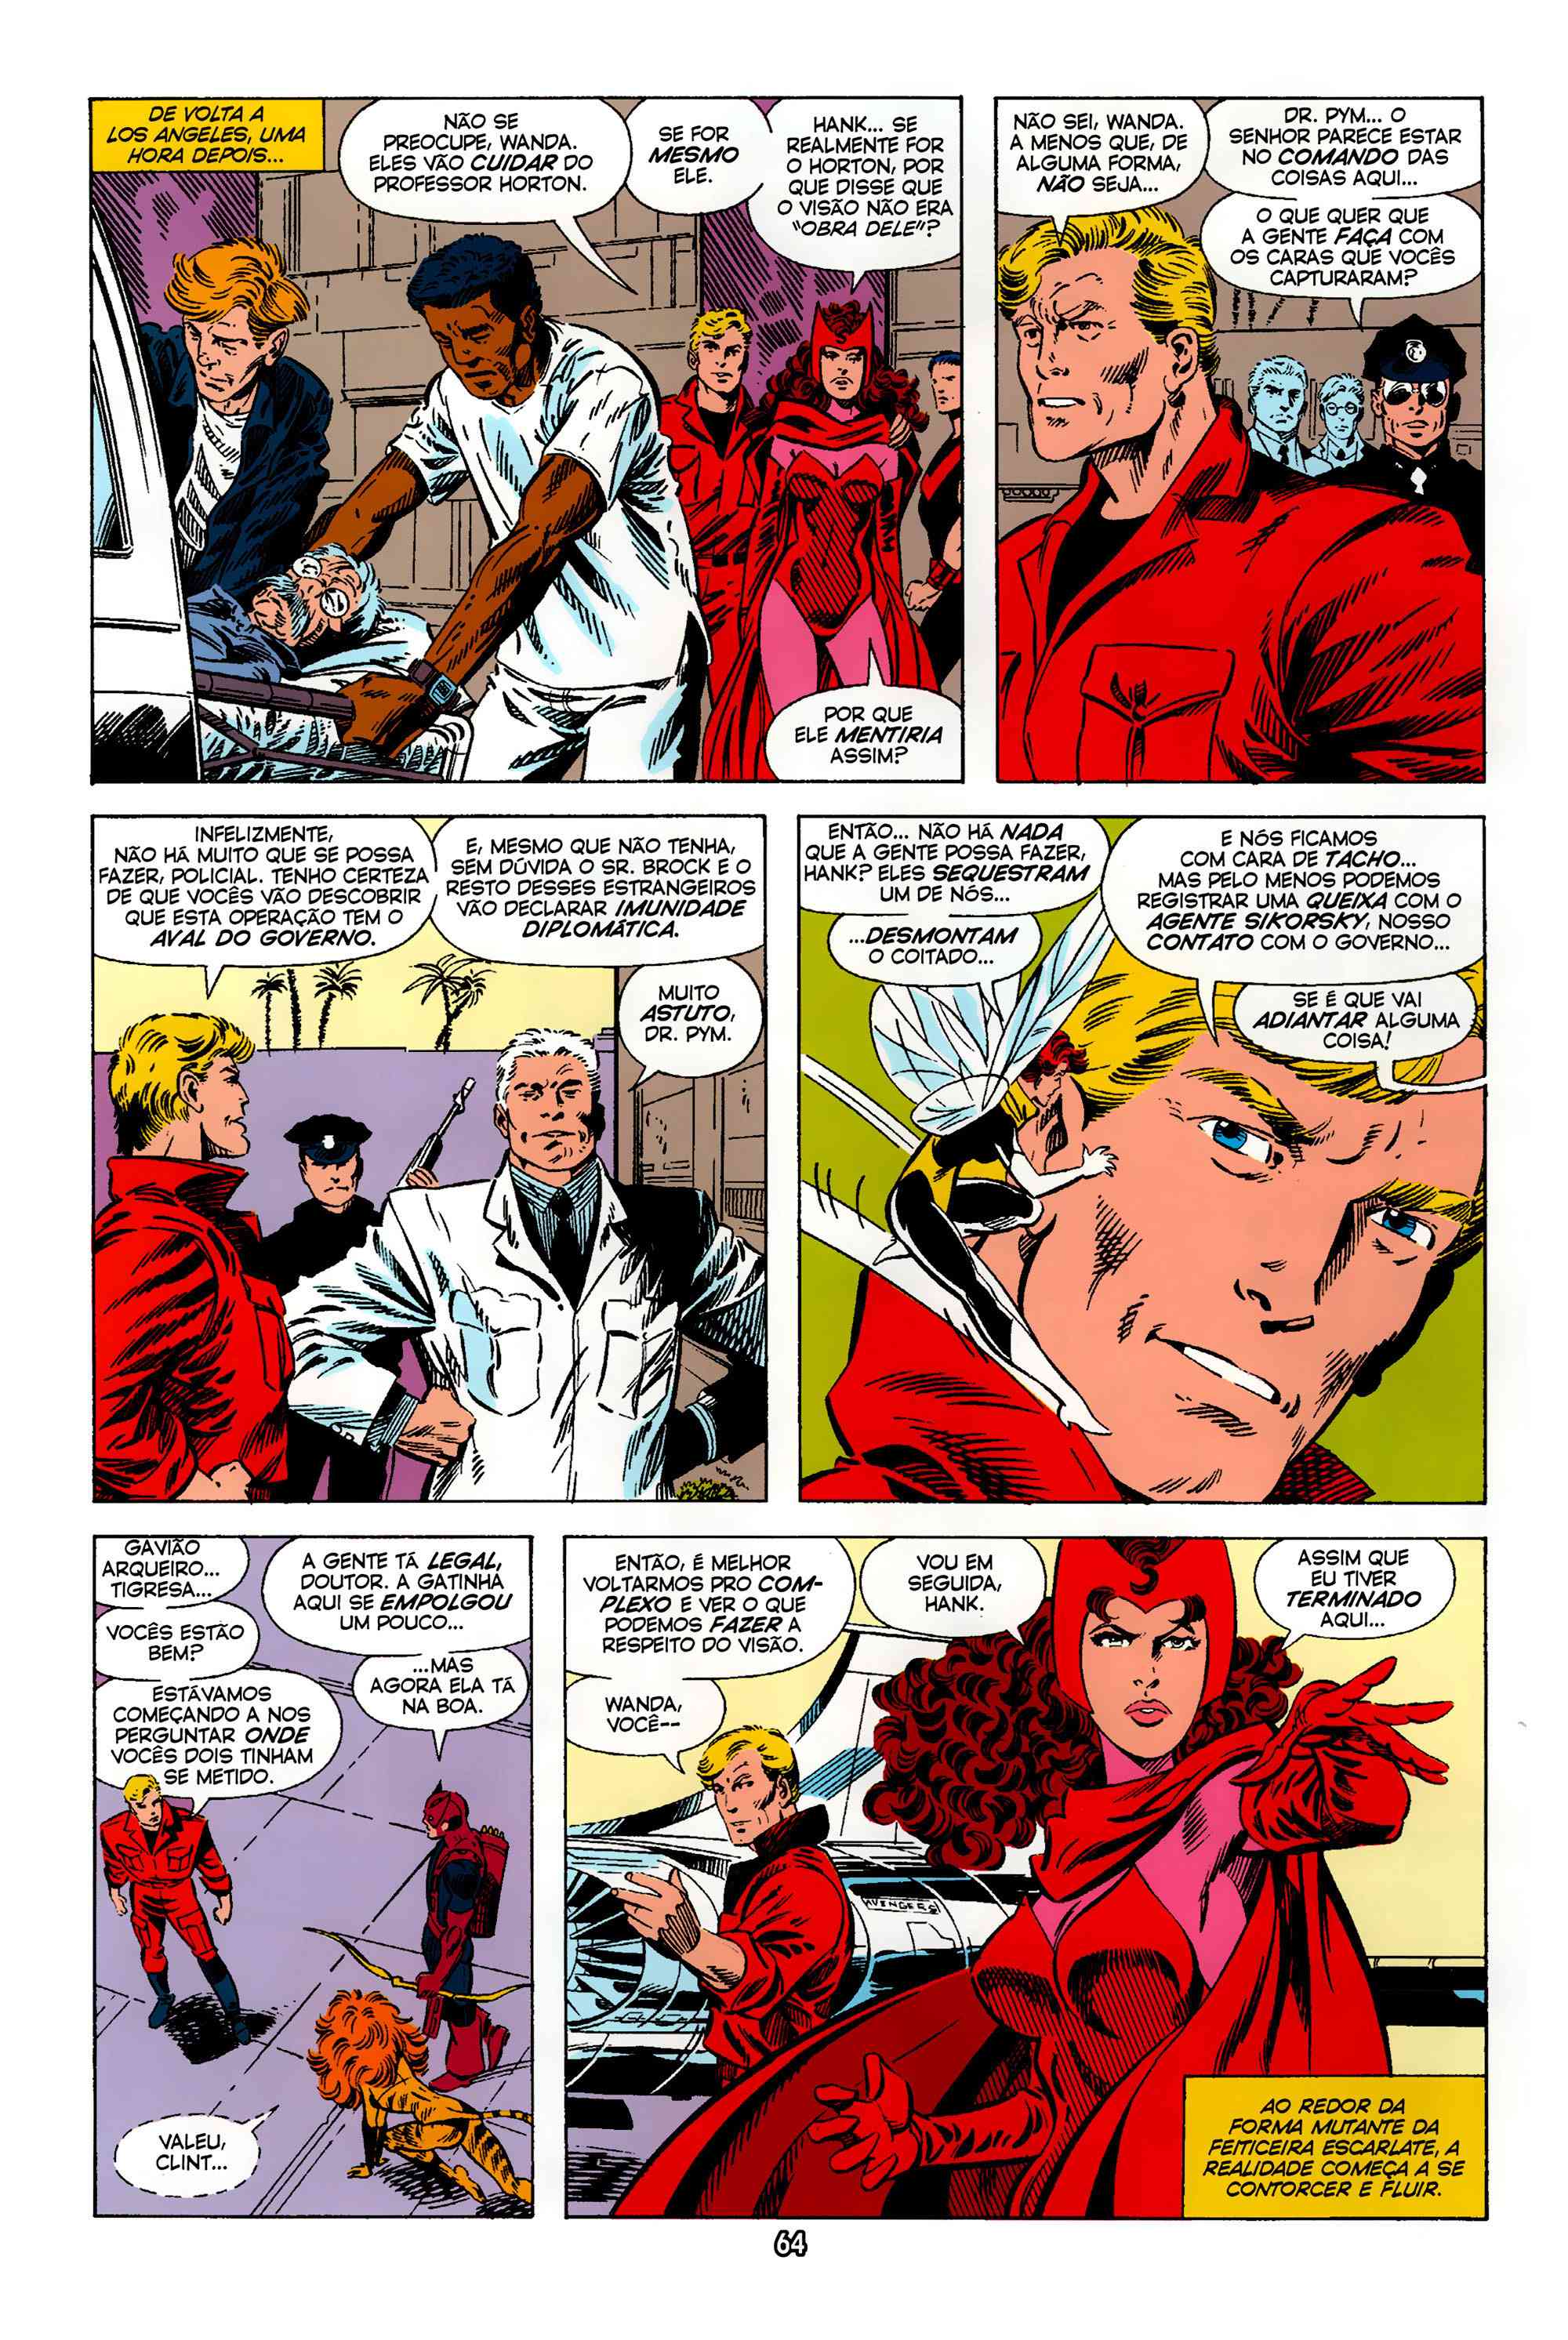 DE VOLTA A
LOS ANGELES, UMA
HORA DEPOIS...
NÃO SE
PREOCUPE, WANDA.
ELES VÃO CUIDAR DO
PROFESSOR HORTON.
SE FOR
MESMO
ELE.
HANK... SE
REALMENTE FOR
O HORTON, POR
QUE DISSE QUE
O VISÃO NÃO ERA
"OBRA DELE"?
POR QUE
ELE MENTIRIA
ASSIM?
NÃO SEI, WANDA.
A MENOS QUE, DE
ALGUMA FORMA,
NÃO SEJA...
DR. PYM... O
SENHOR PARECE ESTAR
NO COMANDO DAS
COISAS AQUI...
O QUE QUER QUE
A GENTE FAÇA COM
OS CARAS QUE VOCÊS
CAPTURARAM?
INFELIZMENTE,
NÃO HÁ MUITO QUE SE POSSA
FAZER, POLICIAL. TENHO CERTEZA
DE QUE VOCÊS VÃO DESCOBRIR
QUE ESTA OPERAÇÃO TEM O
AVAL DO GOVERNO.
E, MESMO QUE NÃO TENHA,
SEM DÚVIDA O SR. BROCK E O
RESTO DESSES ESTRANGEIROS
VÃO DECLARAR IMUNIDADE
DIPLOMÁTICA.
MUITO
ASTUTO,
DR. PYM.
ENTÃO... NÃO HÁ NADA
QUE A GENTE POSSA FAZER,
HANK? ELES SEQUESTRAM
UM DE NÓS...
...DESMONTAM
O COITADO...
E NÓS FICAMOS
COM CARA DE TACHO...
MAS PELO MENOS PODEMOS
REGISTRAR UMA QUEIXA COM O
AGENTE SIKORSKY, NOSSO
CONTATO COM O GOVERNO...
SE É QUE VAI
ADIANTAR ALGUMA
COISA!
GAVIÃO
ARQUEIRO...
TIGRESA...
VOCÊS ESTÃO
BEM?
ESTÁVAMOS
COMEÇANDO A NOS
PERGUNTAR ONDE
VOCÊS DOIS TINHAM
SE METIDO.
A GENTE TÁ LEGAL,
DOUTOR. A GATINHA
AQUI SE EMPOLGOU
UM POUCO...
...MAS
AGORA ELA TÁ
NA BOA.
VALEU,
CLINT...
ENTÃO, É MELHOR
VOLTARMOS PRO COM-
PLEXO E VER O QUE
PODEMOS FAZER A
RESPEITO DO VISÃO.
WANDA,
VOCÊ--
VOU EM
SEGUIDA,
HANK.
ASSIM QUE
EU TIVER
TERMINADO
AQUI...
AVENGERS
AO REDOR DA
FORMA MUTANTE DA
FEITICEIRA ESCARLATE, A
REALIDADE COMEÇA A SE
CONTORCER E FLUIR.
64